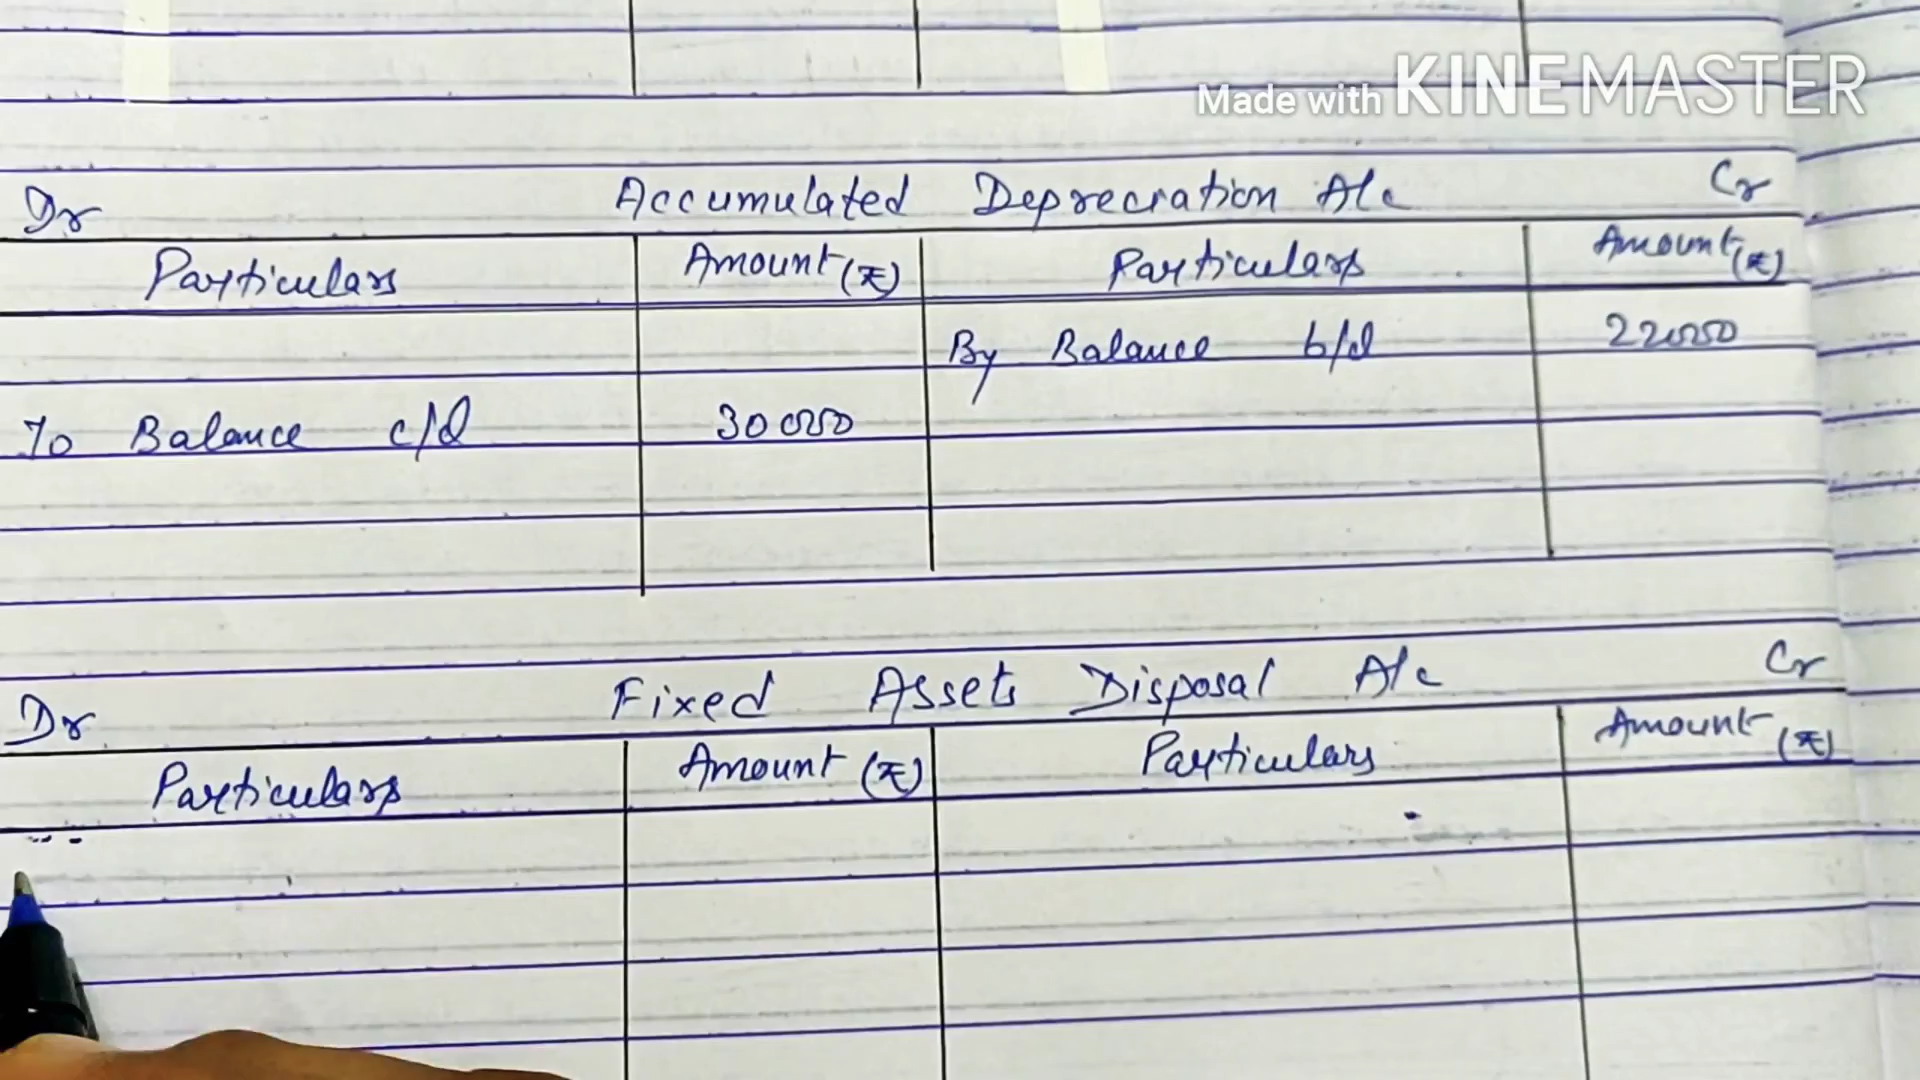 Made with KINEMASTER
Dr Accumulated Depreciation A/c Cr
Particulars Amount (₹) Particulars Amount (₹)
By Balance b/d 22000
To Balance c/d 30000
Dr Fixed Assets Disposal A/c Cr
Particulars Amount (₹) Particulars Amount (₹)